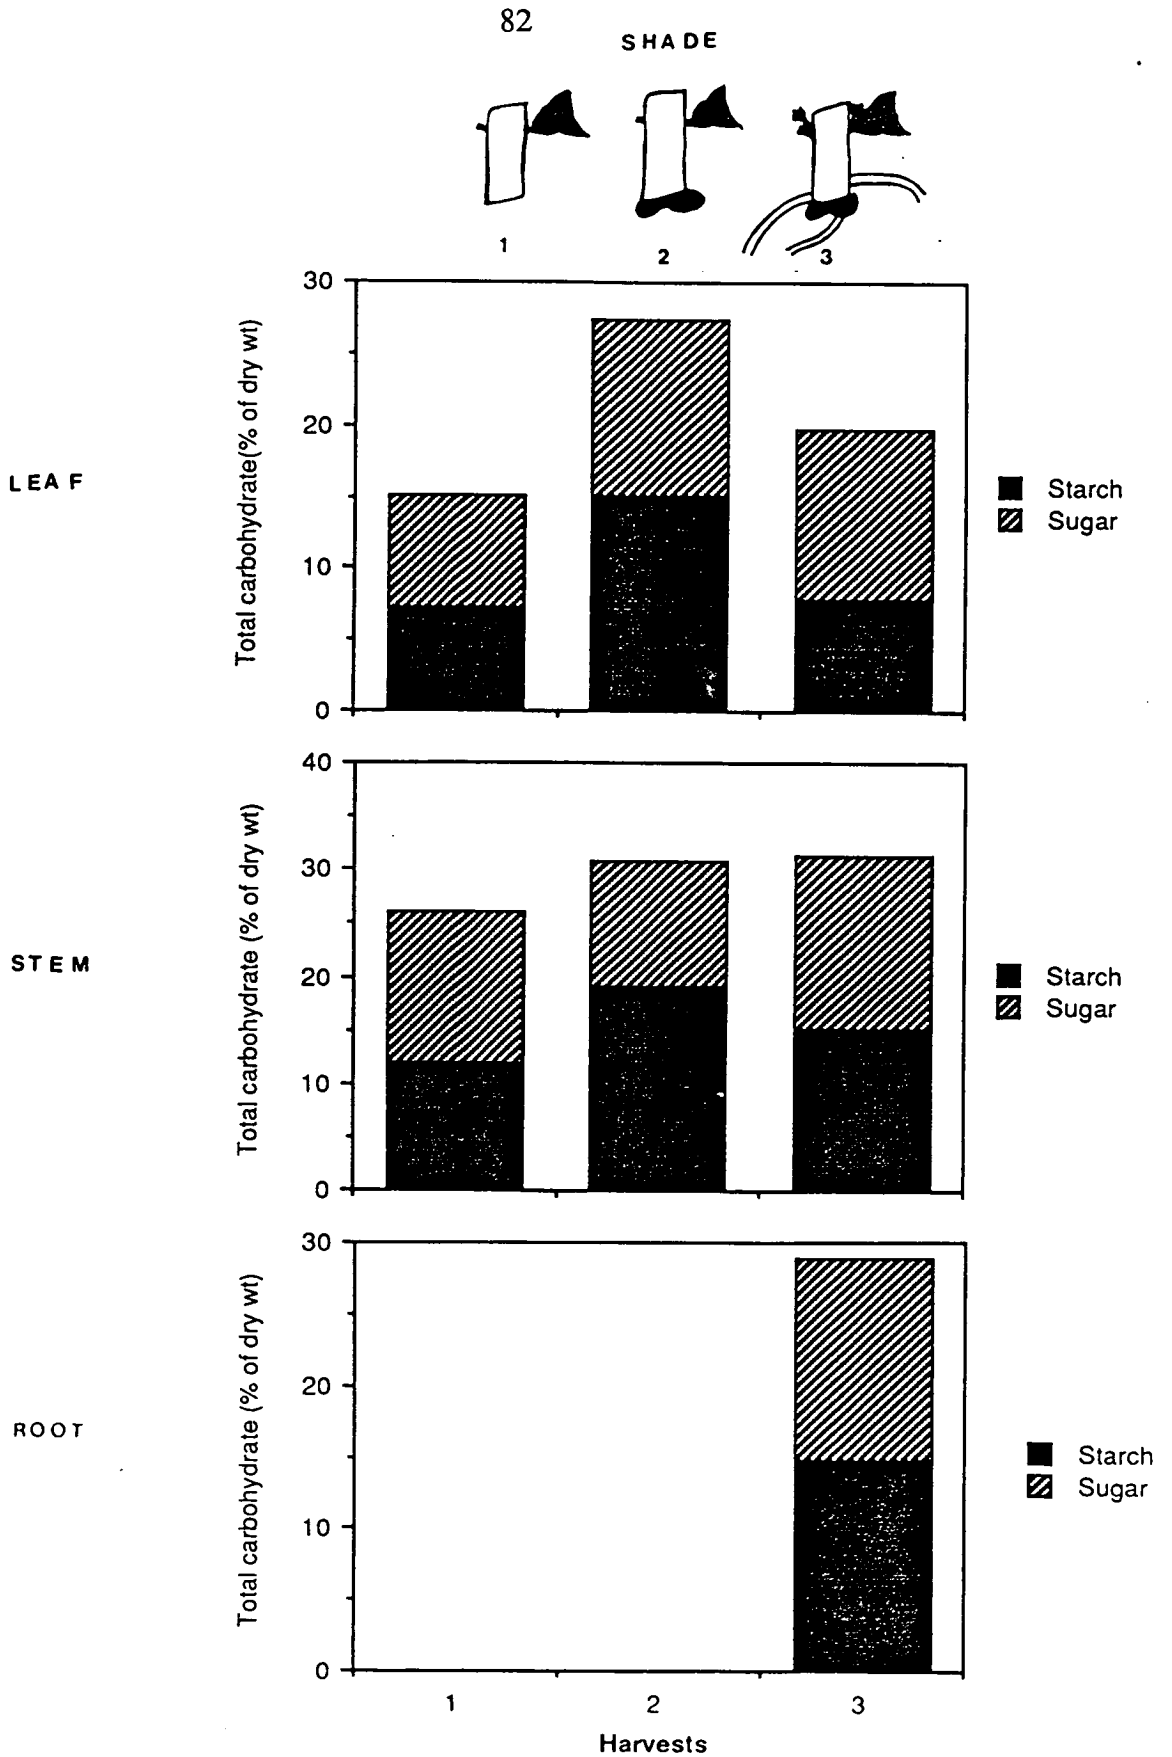 82
SHADE
1 2 3
LEAF
Total carbohydrate(% of dry wt)
30
20
10
0
Starch
Sugar
STEM
Total carbohydrate (% of dry wt)
40
30
20
10
0
Starch
Sugar
ROOT
Total carbohydrate (% of dry wt)
30
20
10
0
Starch
Sugar
1 2 3
Harvests